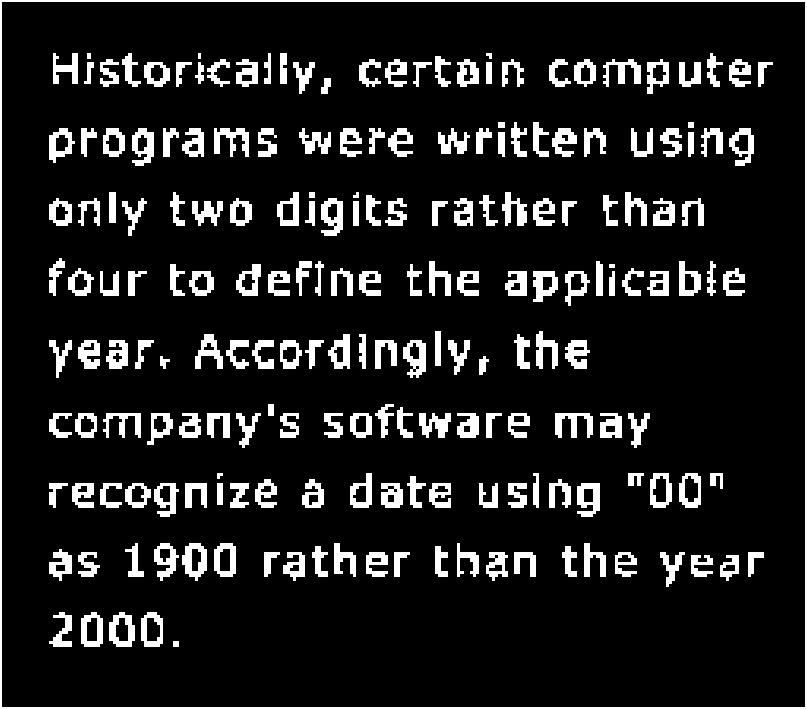 Historically, certain computer
programs were written using
only two digits rather than
four to define the applicable
year. Accordingly, the
company's software may
recognize a date using "00"
as 1900 rather than the year
2000.